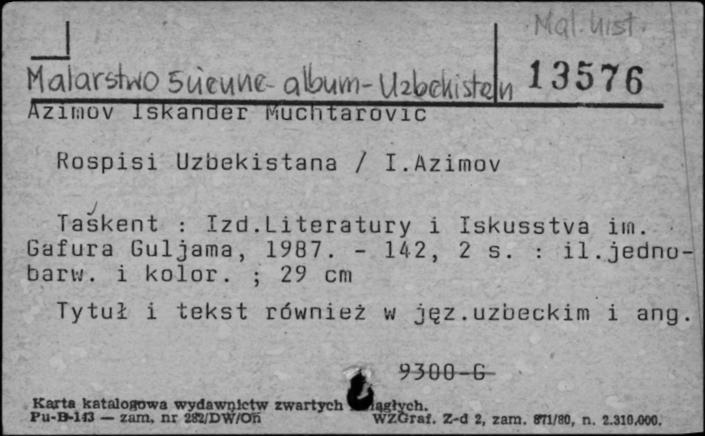 Mal. hist.
Malarstwo ścienne - album - Uzbekistan
13576
Azimov Iskander Muchtarovic
Rospisi Uzbekistana / I.Azimov
Taškent : Izd.Literatury i Iskusstva im.
Gafura Guljama, 1987. - 142, 2 s. : il.jedno-
barw. i kolor. ; 29 cm
Tytuł i tekst również w jęz.uzbeckim i ang.
9300-G
Karta katalogowa wydawnictw zwartych
Pu-B-143 — zam. nr 282/DW/Oń WZGraf. Z-d 2, zam. 871/80, n. 2.310.000.